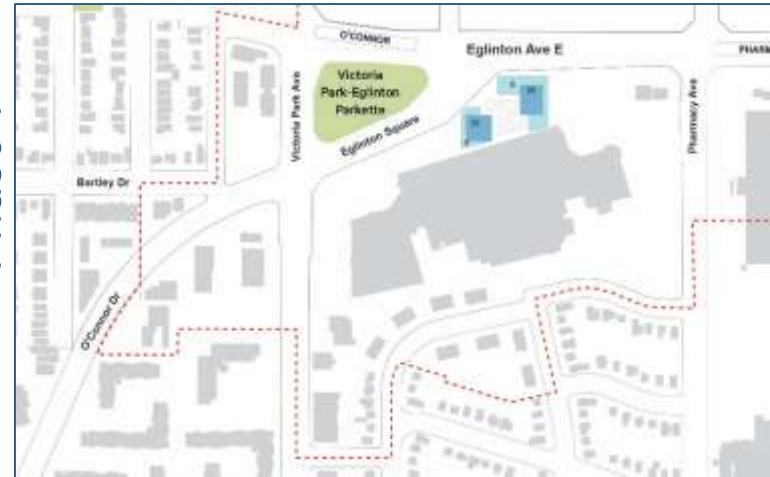 O'CONNOR
Eglinton Ave E
PHARM
Victoria
Park-Eglinton
Parkette
Victoria Park Ave
Eglinton Square
Pharmacy Ave
Bartley Dr
O'Connor Dr